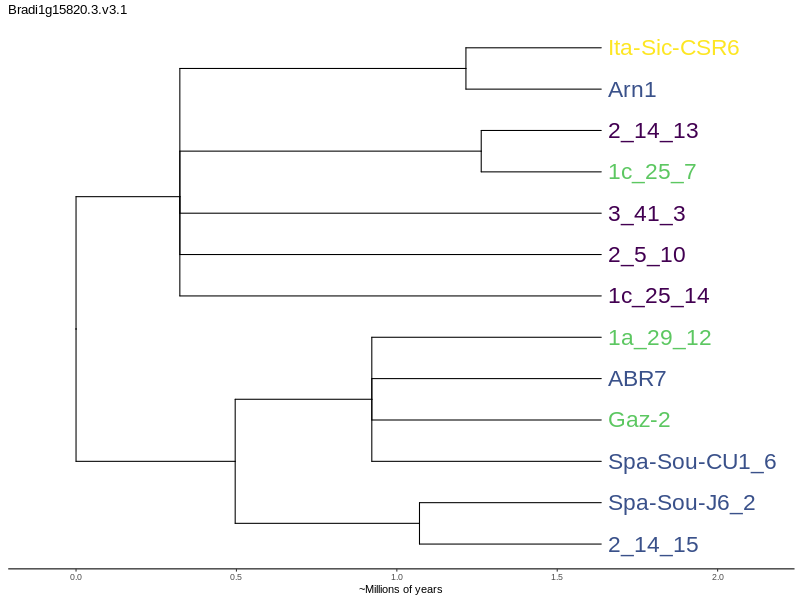 Bradi1g15820.3.v3.1
Ita-Sic-CSR6
Arn1
2_14_13
1c_25_7
3_41_3
2_5_10
1c_25_14
1a_29_12
ABR7
Gaz-2
Spa-Sou-CU1_6
Spa-Sou-J6_2
2_14_15
0.0 0.5 1.0 1.5 2.0
~Millions of years